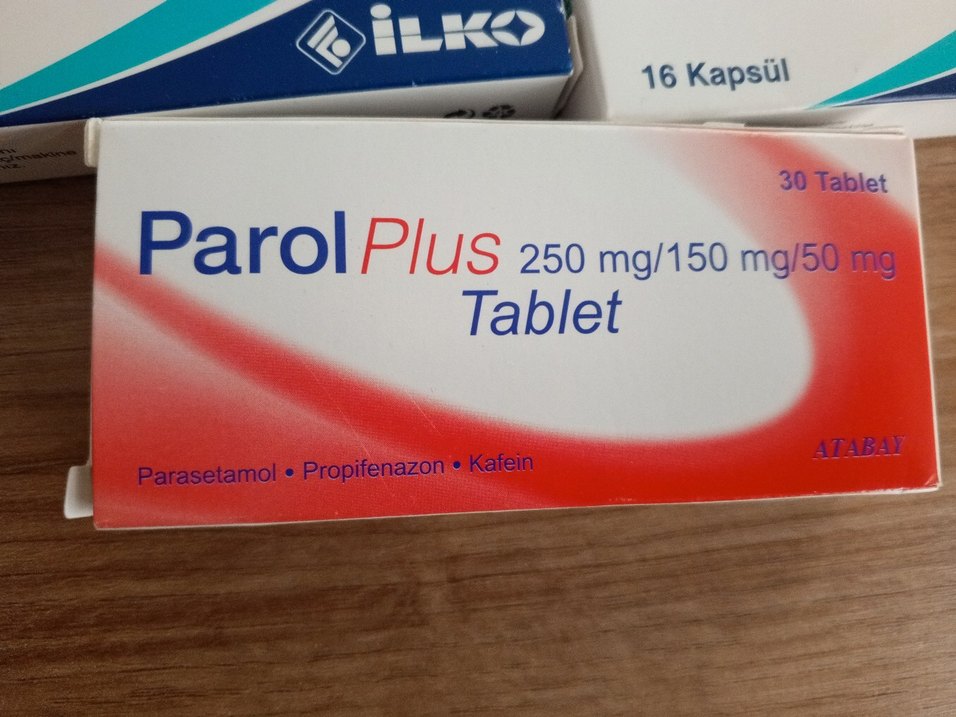 İLKO
16 Kapsül
30 Tablet
Parol Plus 250 mg/150 mg/50 mg
Tablet
ATABAY
Parasetamol • Propifenazon • Kafein